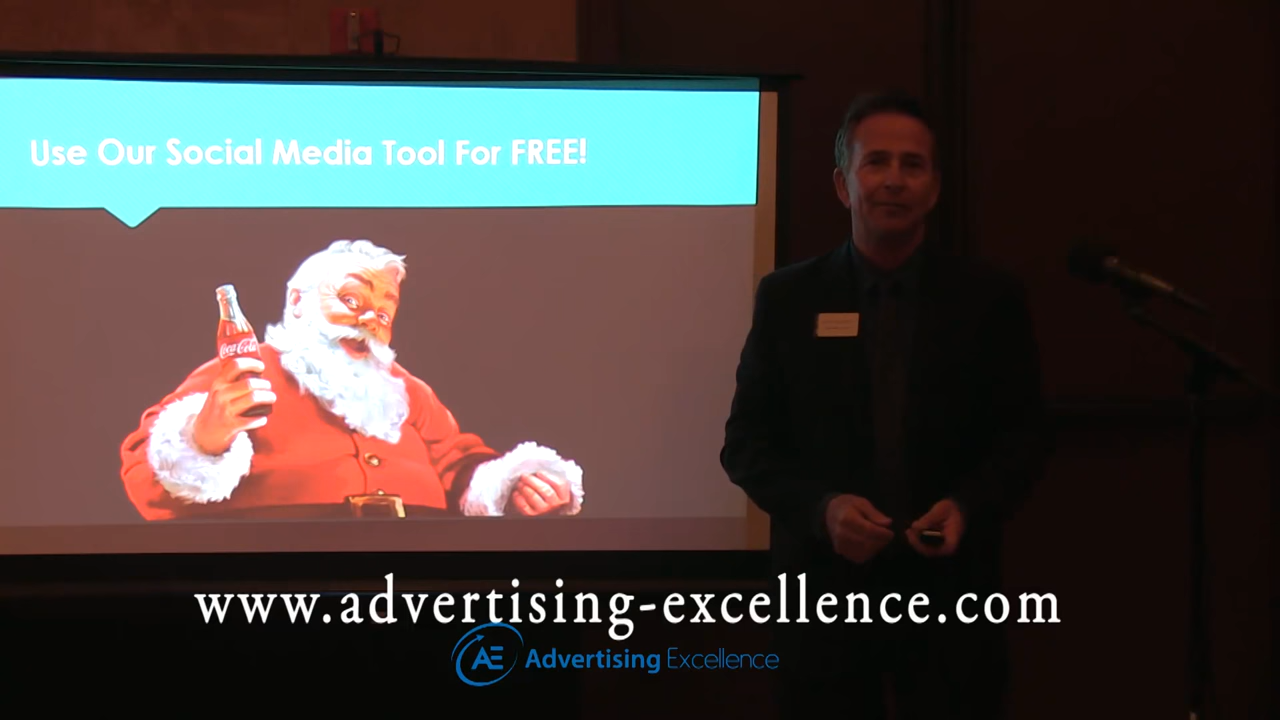 Use Our Social Media Tool For FREE!
Coca-Cola
www.advertising-excellence.com
AE Advertising Excellence